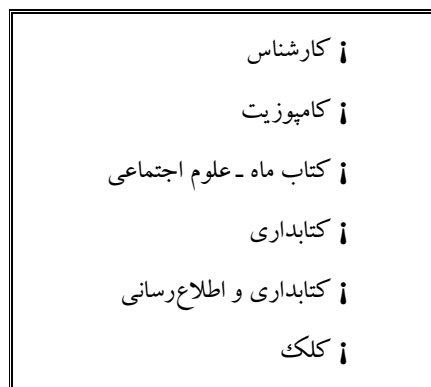 ¡ کارشناس
¡ کامپوزیت
¡ کتاب ماه ـ علوم اجتماعی
¡ کتابداری
¡ کتابداری و اطلاع‌رسانی
¡ کلک